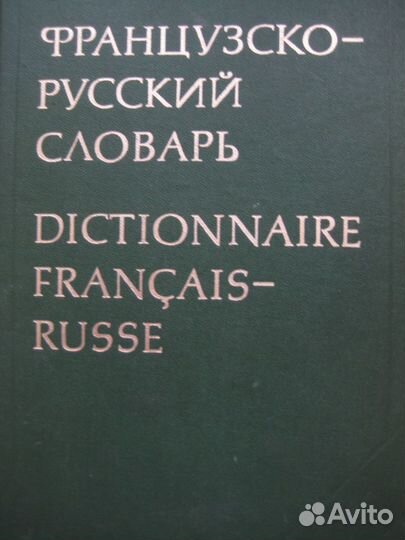 ФРАНЦУЗСКО-
РУССКИЙ
СЛОВАРЬ
DICTIONNAIRE
FRANÇAIS-
RUSSE
Avito